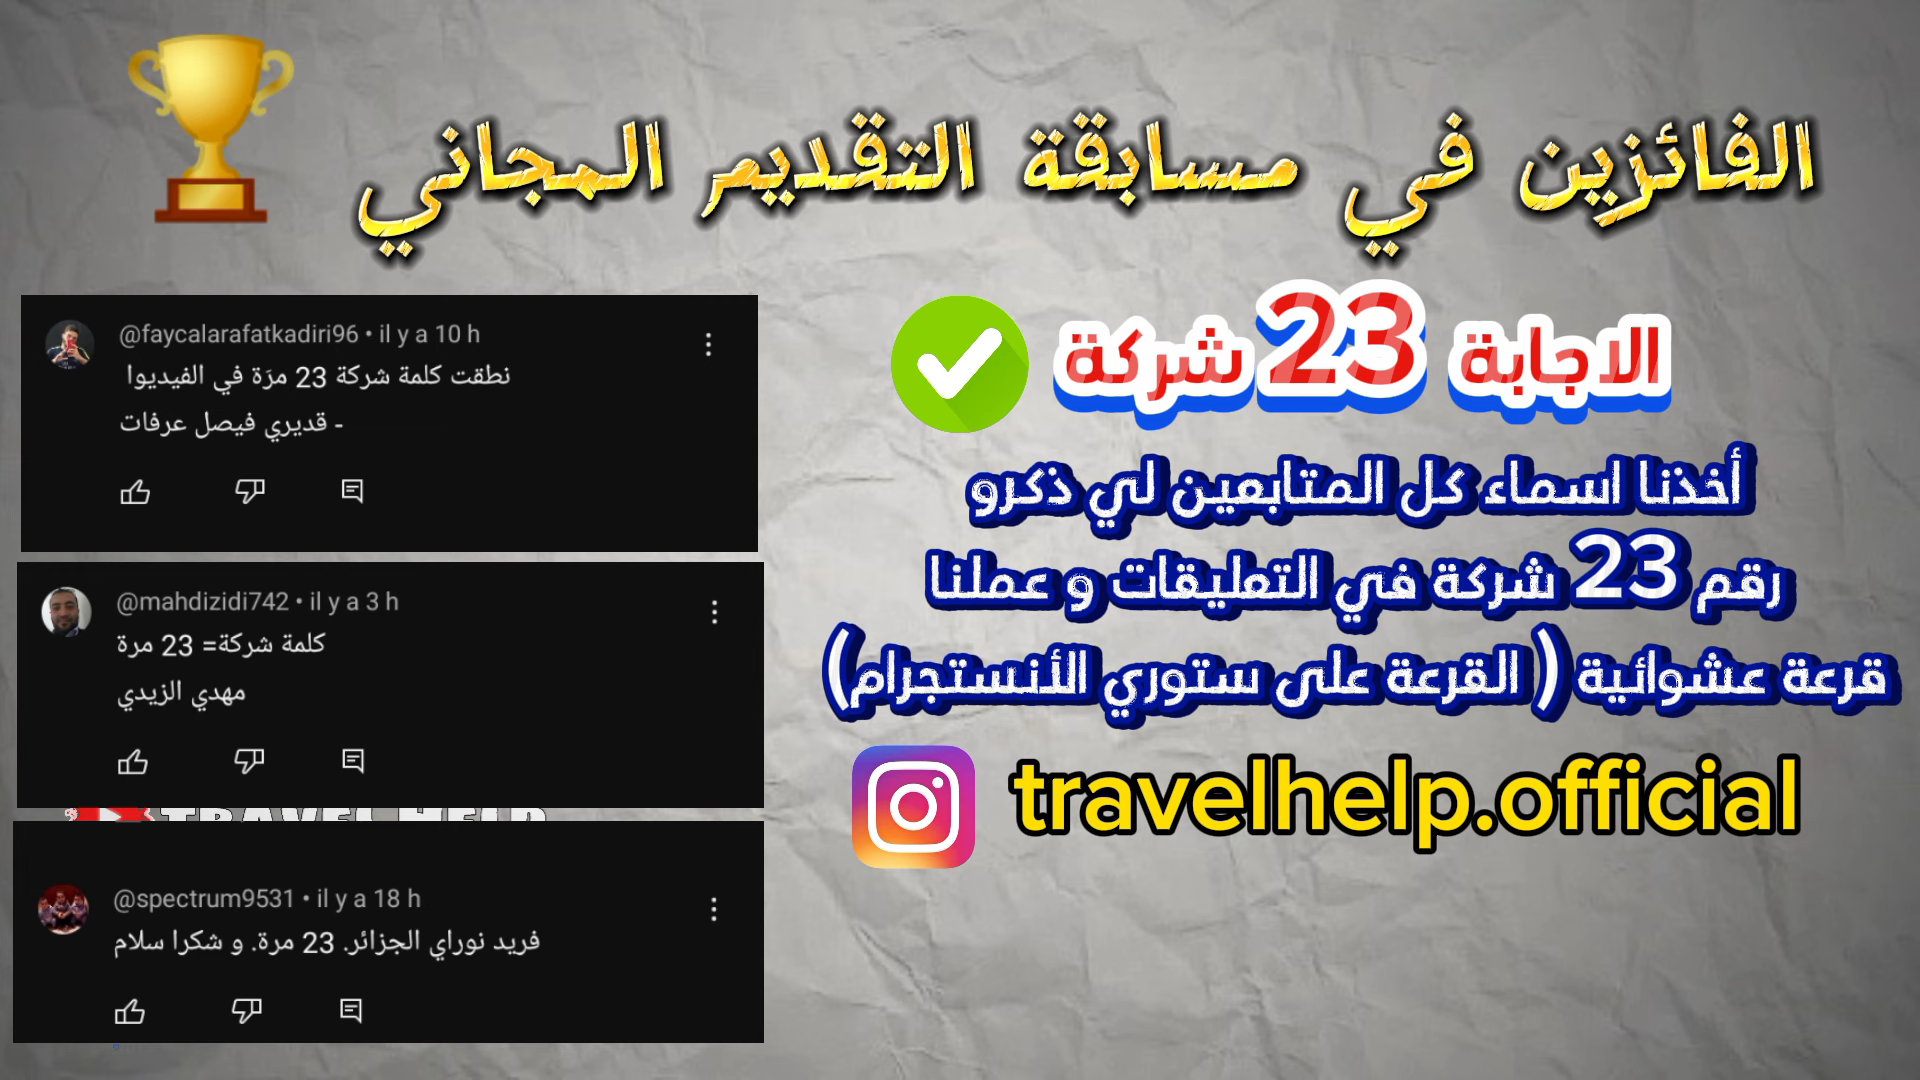 الفائزين في مسابقة التقديم المجاني
الاجابة 23 شركة
أخذنا اسماء كل المتابعين لي ذكرو
رقم 23 شركة في التعليقات و عملنا
قرعة عشوائية ( القرعة على ستوري الأنستجرام)
travelhelp.official
@faycalarafatkadiri96 • il y a 10 h
نطقت كلمة شركة 23 مرَة في الفيديوا
- قديري فيصل عرفات
@mahdizidi742 • il y a 3 h
كلمة شركة= 23 مرة
مهدي الزيدي
TRAVEL HELP
@spectrum9531 • il y a 18 h
فريد نوراي الجزائر. 23 مرة. و شكرا سلام